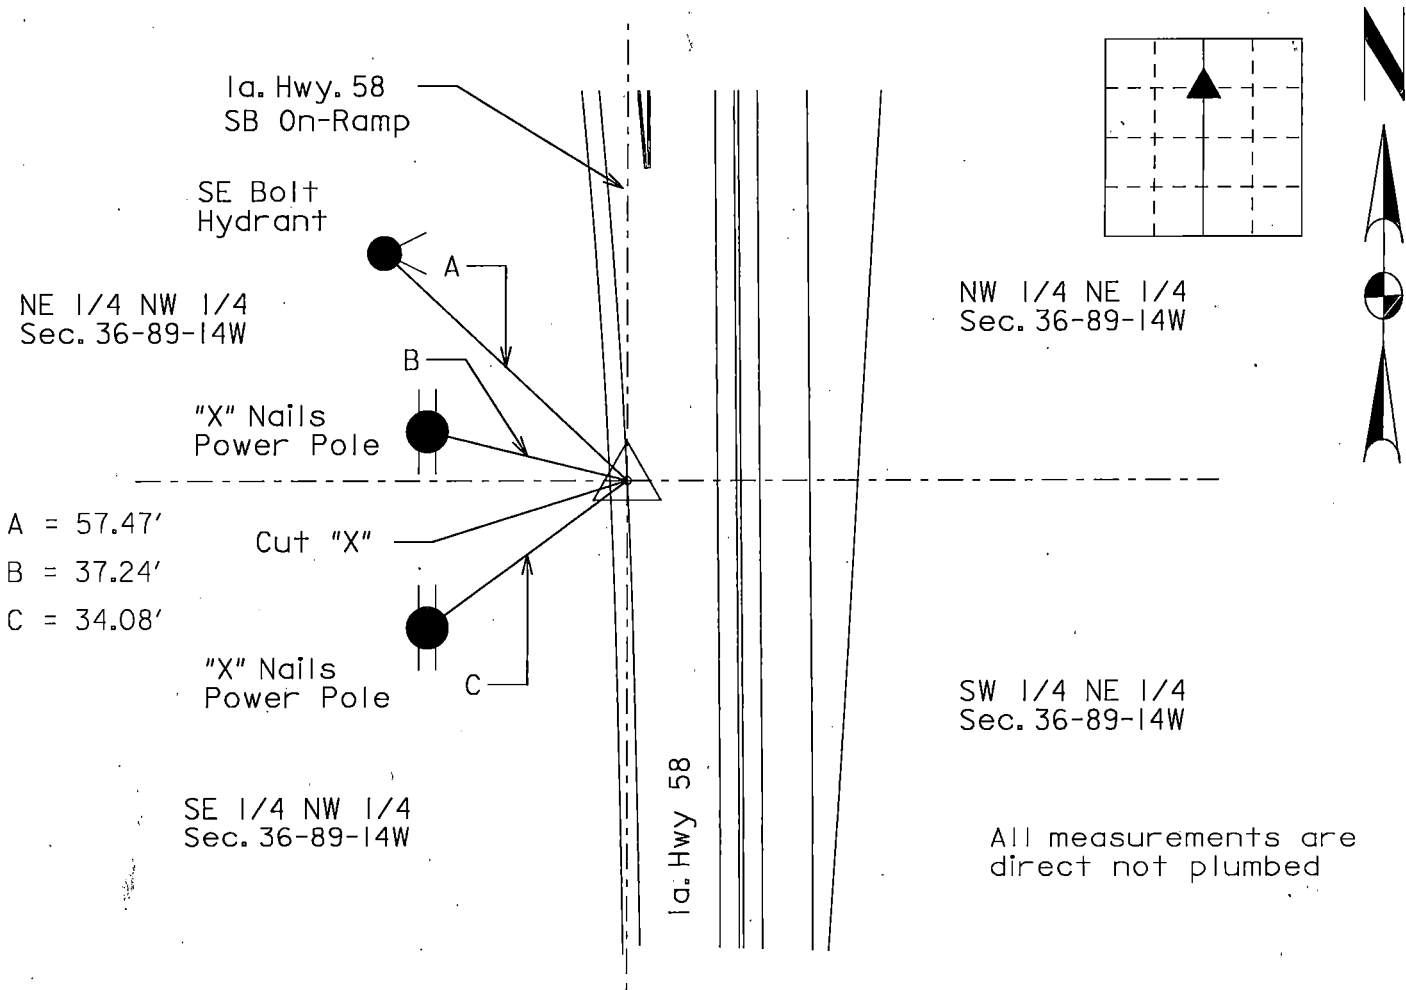 N
Ia. Hwy. 58
SB On-Ramp
SE Bolt
Hydrant
A
NE 1/4 NW 1/4
Sec. 36-89-14W
NW 1/4 NE 1/4
Sec. 36-89-14W
B
"X" Nails
Power Pole
A = 57.47'
Cut "X"
B = 37.24'
C = 34.08'
"X" Nails
Power Pole
C
SW 1/4 NE 1/4
Sec. 36-89-14W
Ia. Hwy 58
SE 1/4 NW 1/4
Sec. 36-89-14W
All measurements are
direct not plumbed